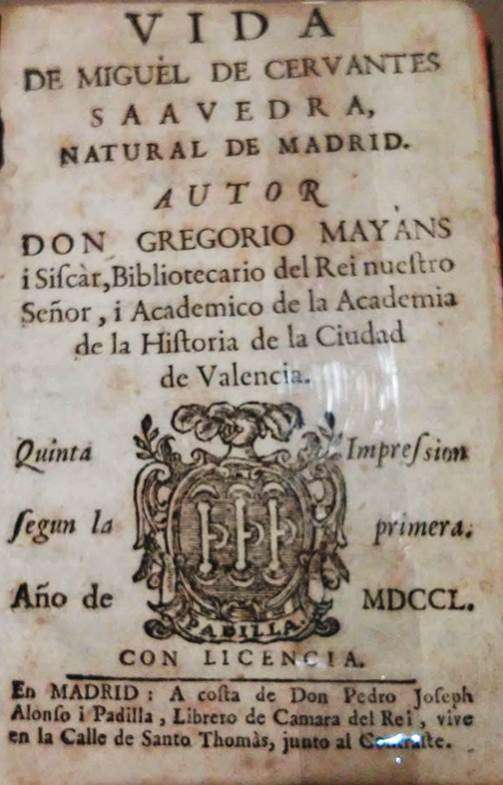 VIDA
DE MIGUÈL DE CERVANTES
SAAVEDRA,
NATURAL DE MADRID.
AUTOR
DON GREGORIO MAYÀNS
i Siſcàr, Bibliotecario del Rei nueſtro
Señor, i Academico de la Academia
de la Hiſtoria de la Ciudad
de Valencia.
Quinta Impreſsion
ſegun la primera.
Año de MDCCL.
PADILLA.
CON LICENCIA.
En MADRID: A coſta de Don Pedro Joſeph
Alonſo i Padilla, Librero de Camara del Rei, vive
en la Calle de Santo Thomàs, junto al Contraſte.